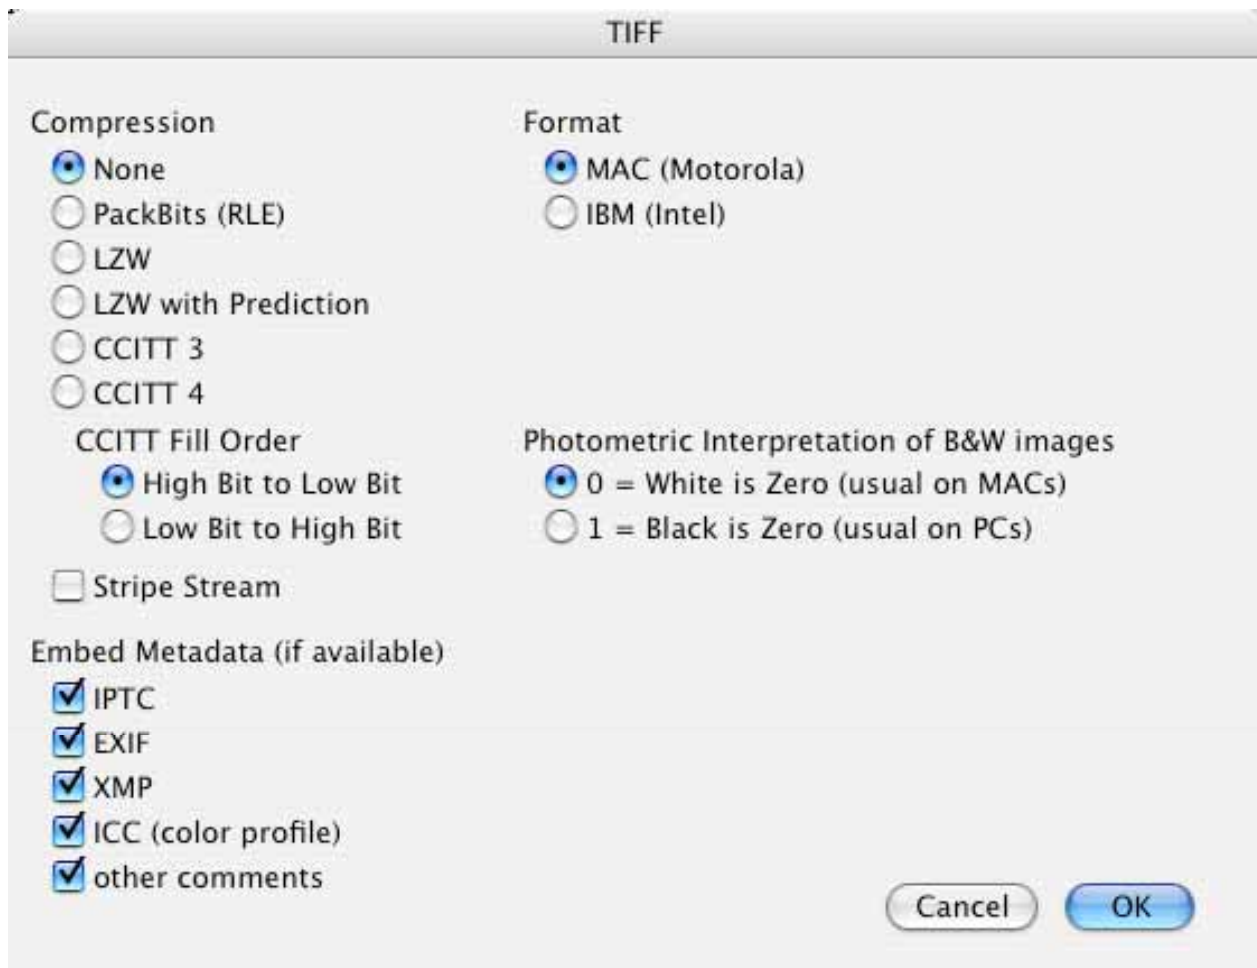 TIFF
Compression
None
PackBits (RLE)
LZW
LZW with Prediction
CCITT 3
CCITT 4
CCITT Fill Order
High Bit to Low Bit
Low Bit to High Bit
Stripe Stream
Format
MAC (Motorola)
IBM (Intel)
Photometric Interpretation of B&W images
0 = White is Zero (usual on MACs)
1 = Black is Zero (usual on PCs)
Embed Metadata (if available)
IPTC
EXIF
XMP
ICC (color profile)
other comments
Cancel
OK